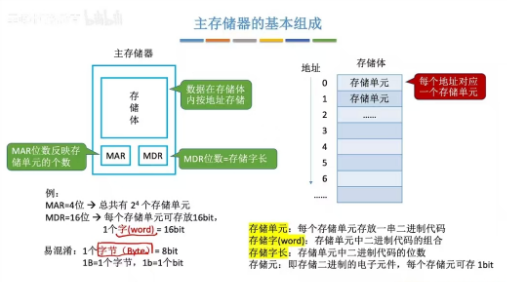 主存储器的基本组成
主存储器
存储体
MAR
MDR
数据在存储体
内按地址存储
MAR位数反映存
储单元的个数
MDR位数=存储字长
地址
存储体
0
存储单元
1
存储单元
2
……
3
4
5
6
……
每个地址对应
一个存储单元
例：
MAR=4位 → 总共有 2⁴ 个存储单元
MDR=16位 → 每个存储单元可存放16bit，
1个字(word) = 16bit
易混淆：1个字节（Byte）= 8bit
1B=1个字节，1b=1个bit
存储单元：每个存储单元存放一串二进制代码
存储字(word)：存储单元中二进制代码的组合
存储字长：存储单元中二进制代码的位数
存储元：即存储二进制的电子元件，每个存储元可存 1bit